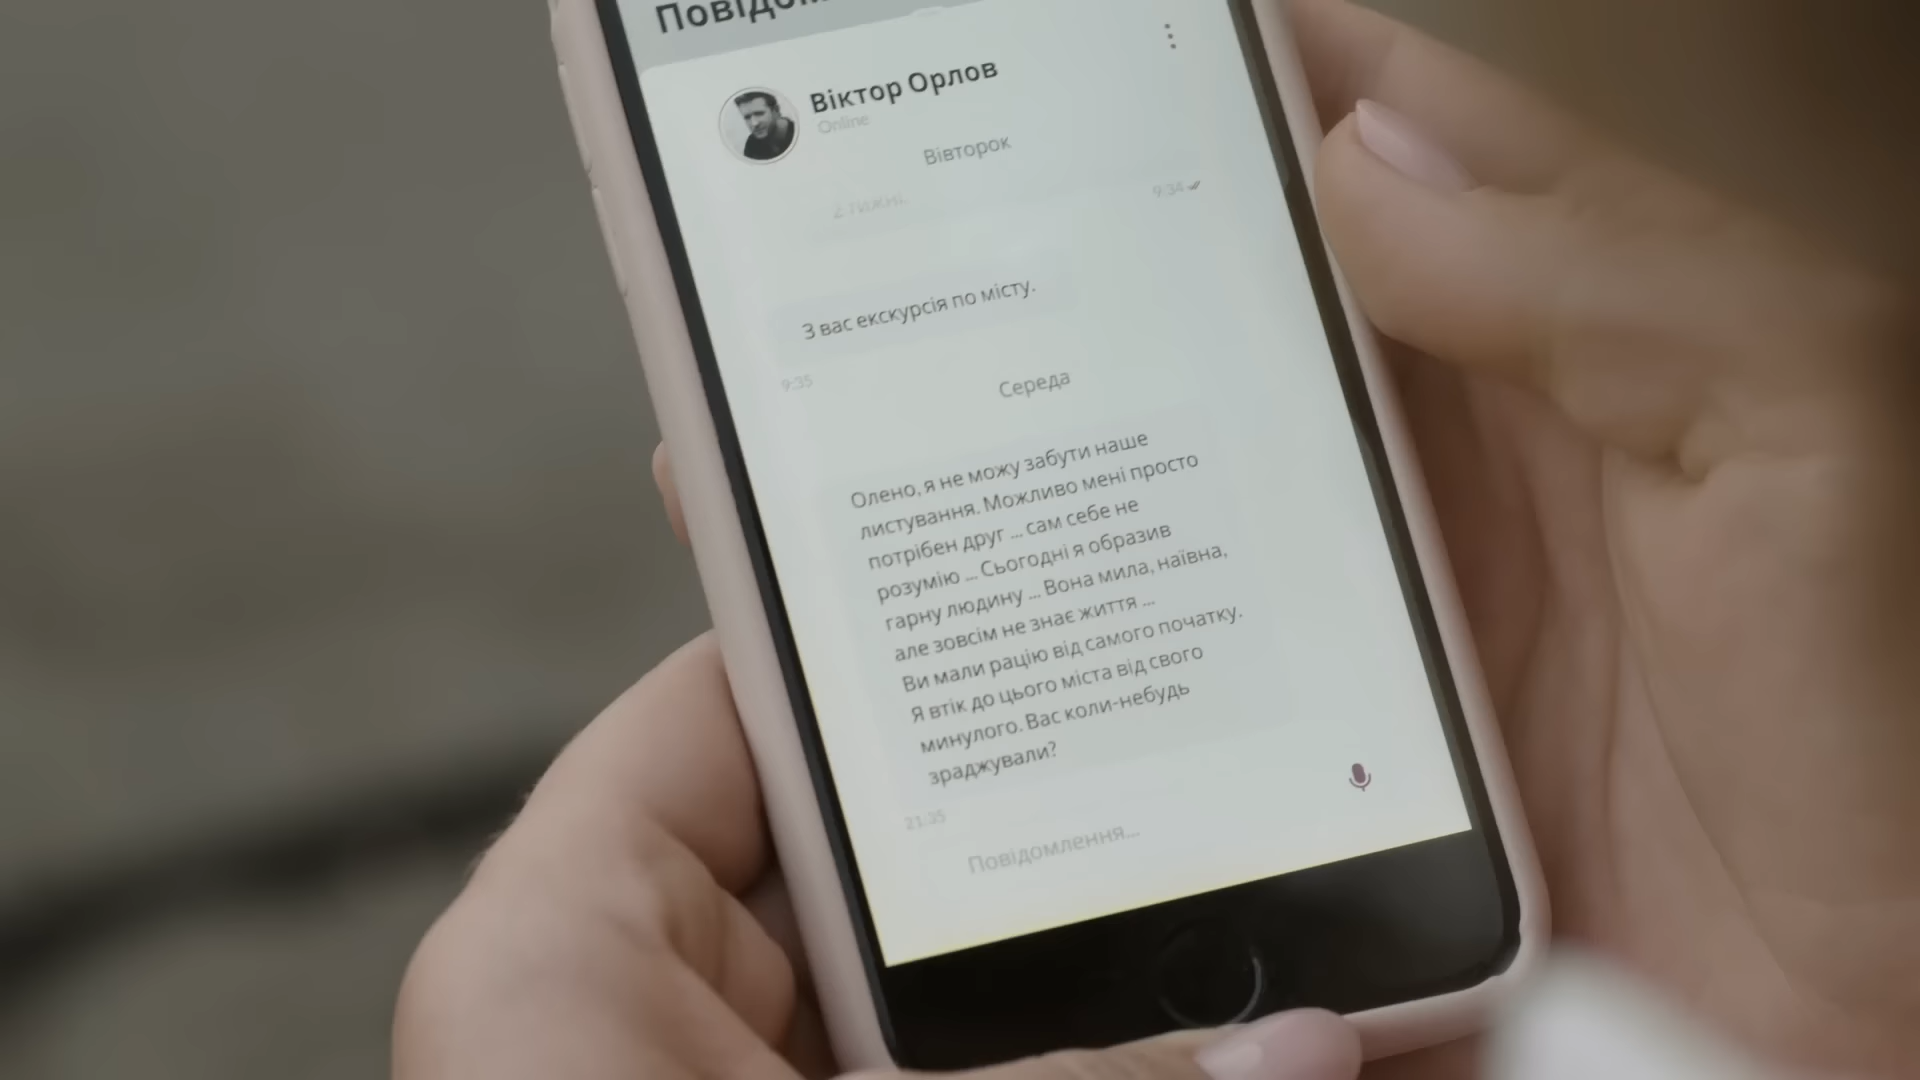 Віктор Орлов
Online
Вівторок
2 тижні.
9:34
З вас екскурсія по місту.
9:35
Середа
Олено, я не можу забути наше
листування. Можливо мені просто
потрібен друг ... сам себе не
розумію ... Сьогодні я образив
гарну людину ... Вона мила, наївна,
але зовсім не знає життя ...
Ви мали рацію від самого початку.
Я втік до цього міста від свого
минулого. Вас коли-небудь
зраджували?
21:35
Повідомлення...